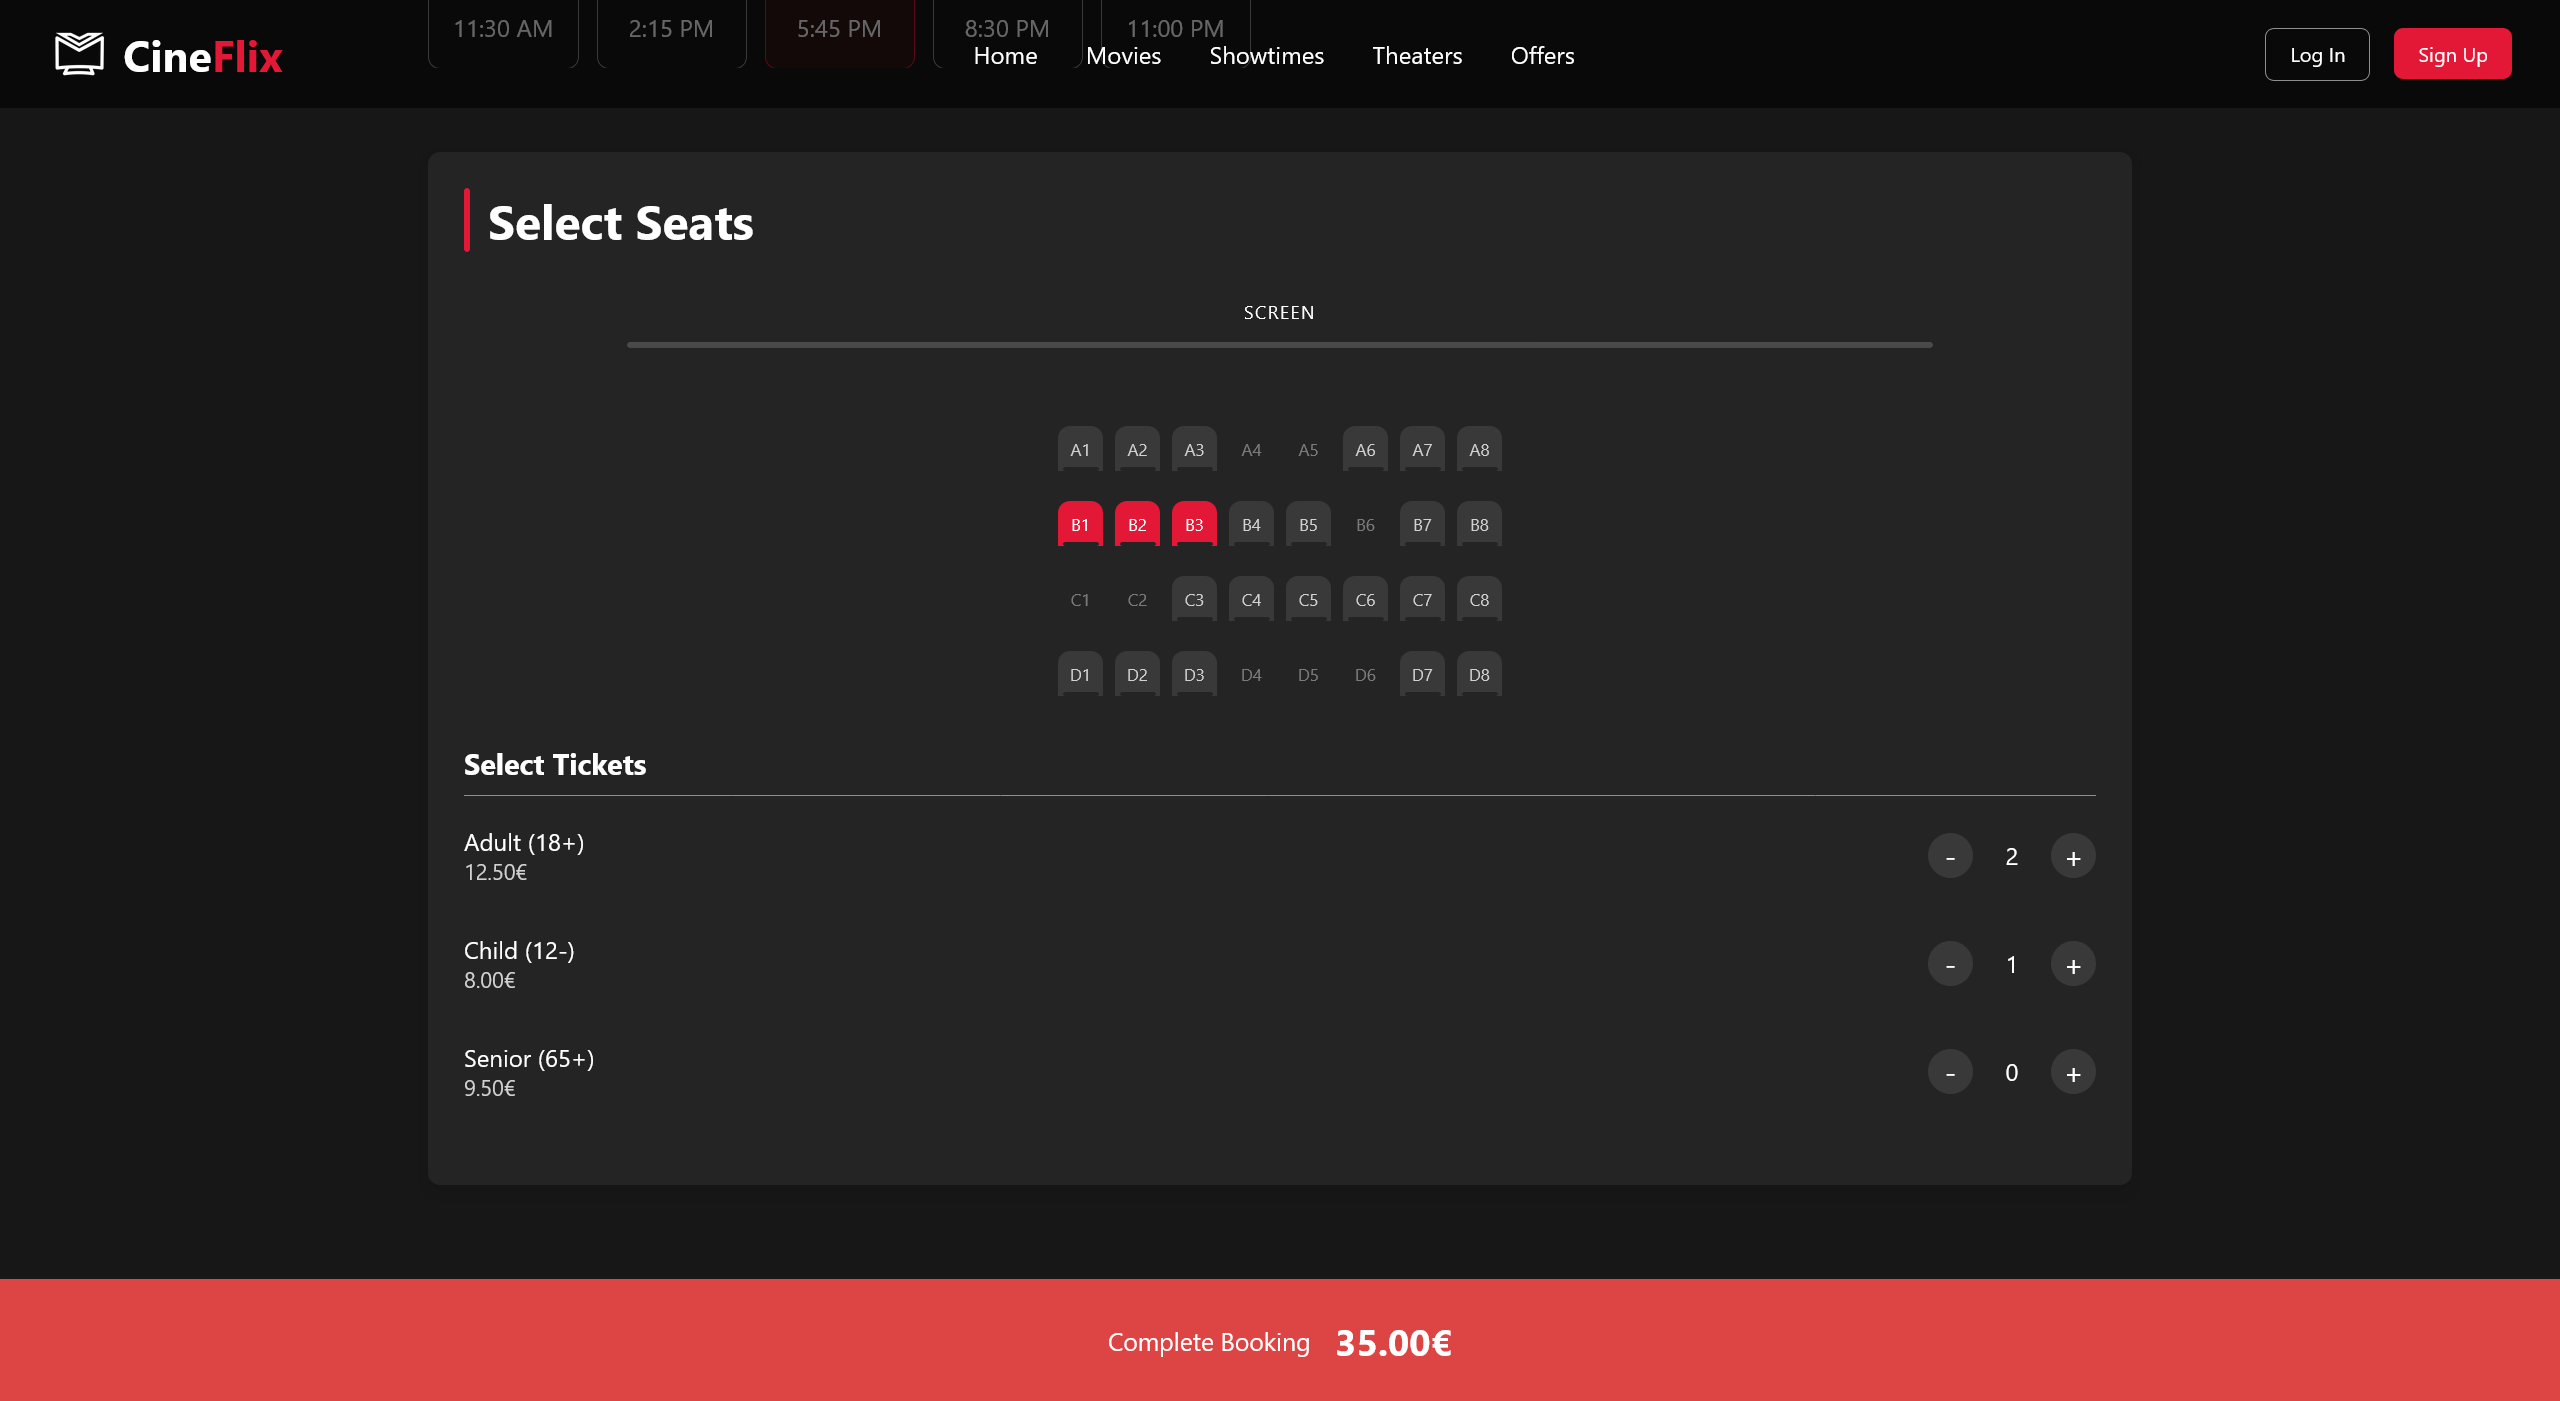 11:30 AM 2:15 PM 5:45 PM 8:30 PM 11:00 PM
CineFlix Home Movies Showtimes Theaters Offers Log In Sign Up
Select Seats
SCREEN
A1 A2 A3 A4 A5 A6 A7 A8
B1 B2 B3 B4 B5 B6 B7 B8
C1 C2 C3 C4 C5 C6 C7 C8
D1 D2 D3 D4 D5 D6 D7 D8
Select Tickets
Adult (18+)
12.50€
- 2 +
Child (12-)
8.00€
- 1 +
Senior (65+)
9.50€
- 0 +
Complete Booking 35.00€